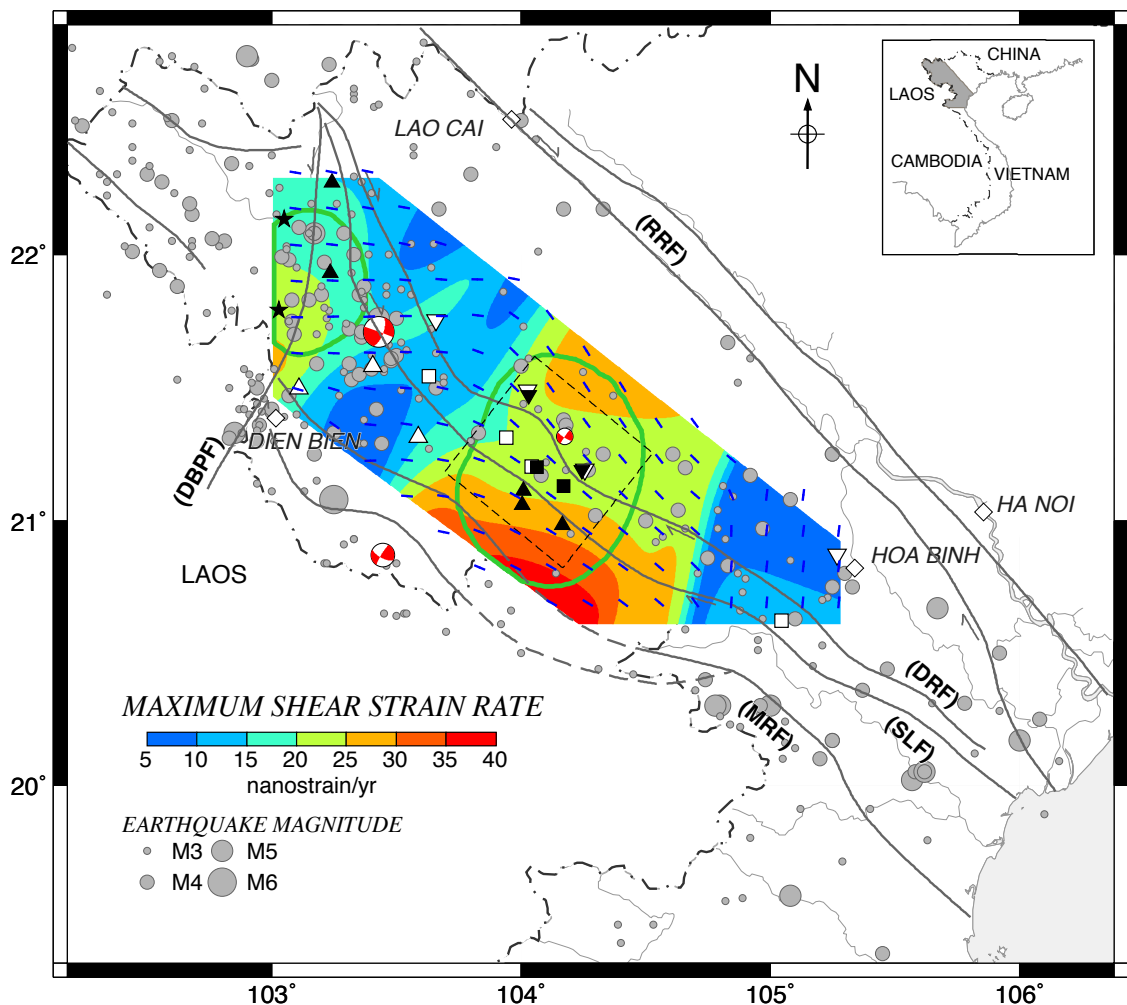 CHINA
LAOS
CAMBODIA
VIETNAM
N
LAO CAI
(RRF)
22°
DIEN BIEN
(DBPF)
21°
HA NOI
HOA BINH
LAOS
(DRF)
(SLF)
(MRF)
MAXIMUM SHEAR STRAIN RATE
5 10 15 20 25 30 35 40
nanostrain/yr
20°
EARTHQUAKE MAGNITUDE
M3 M5
M4 M6
103° 104° 105° 106°